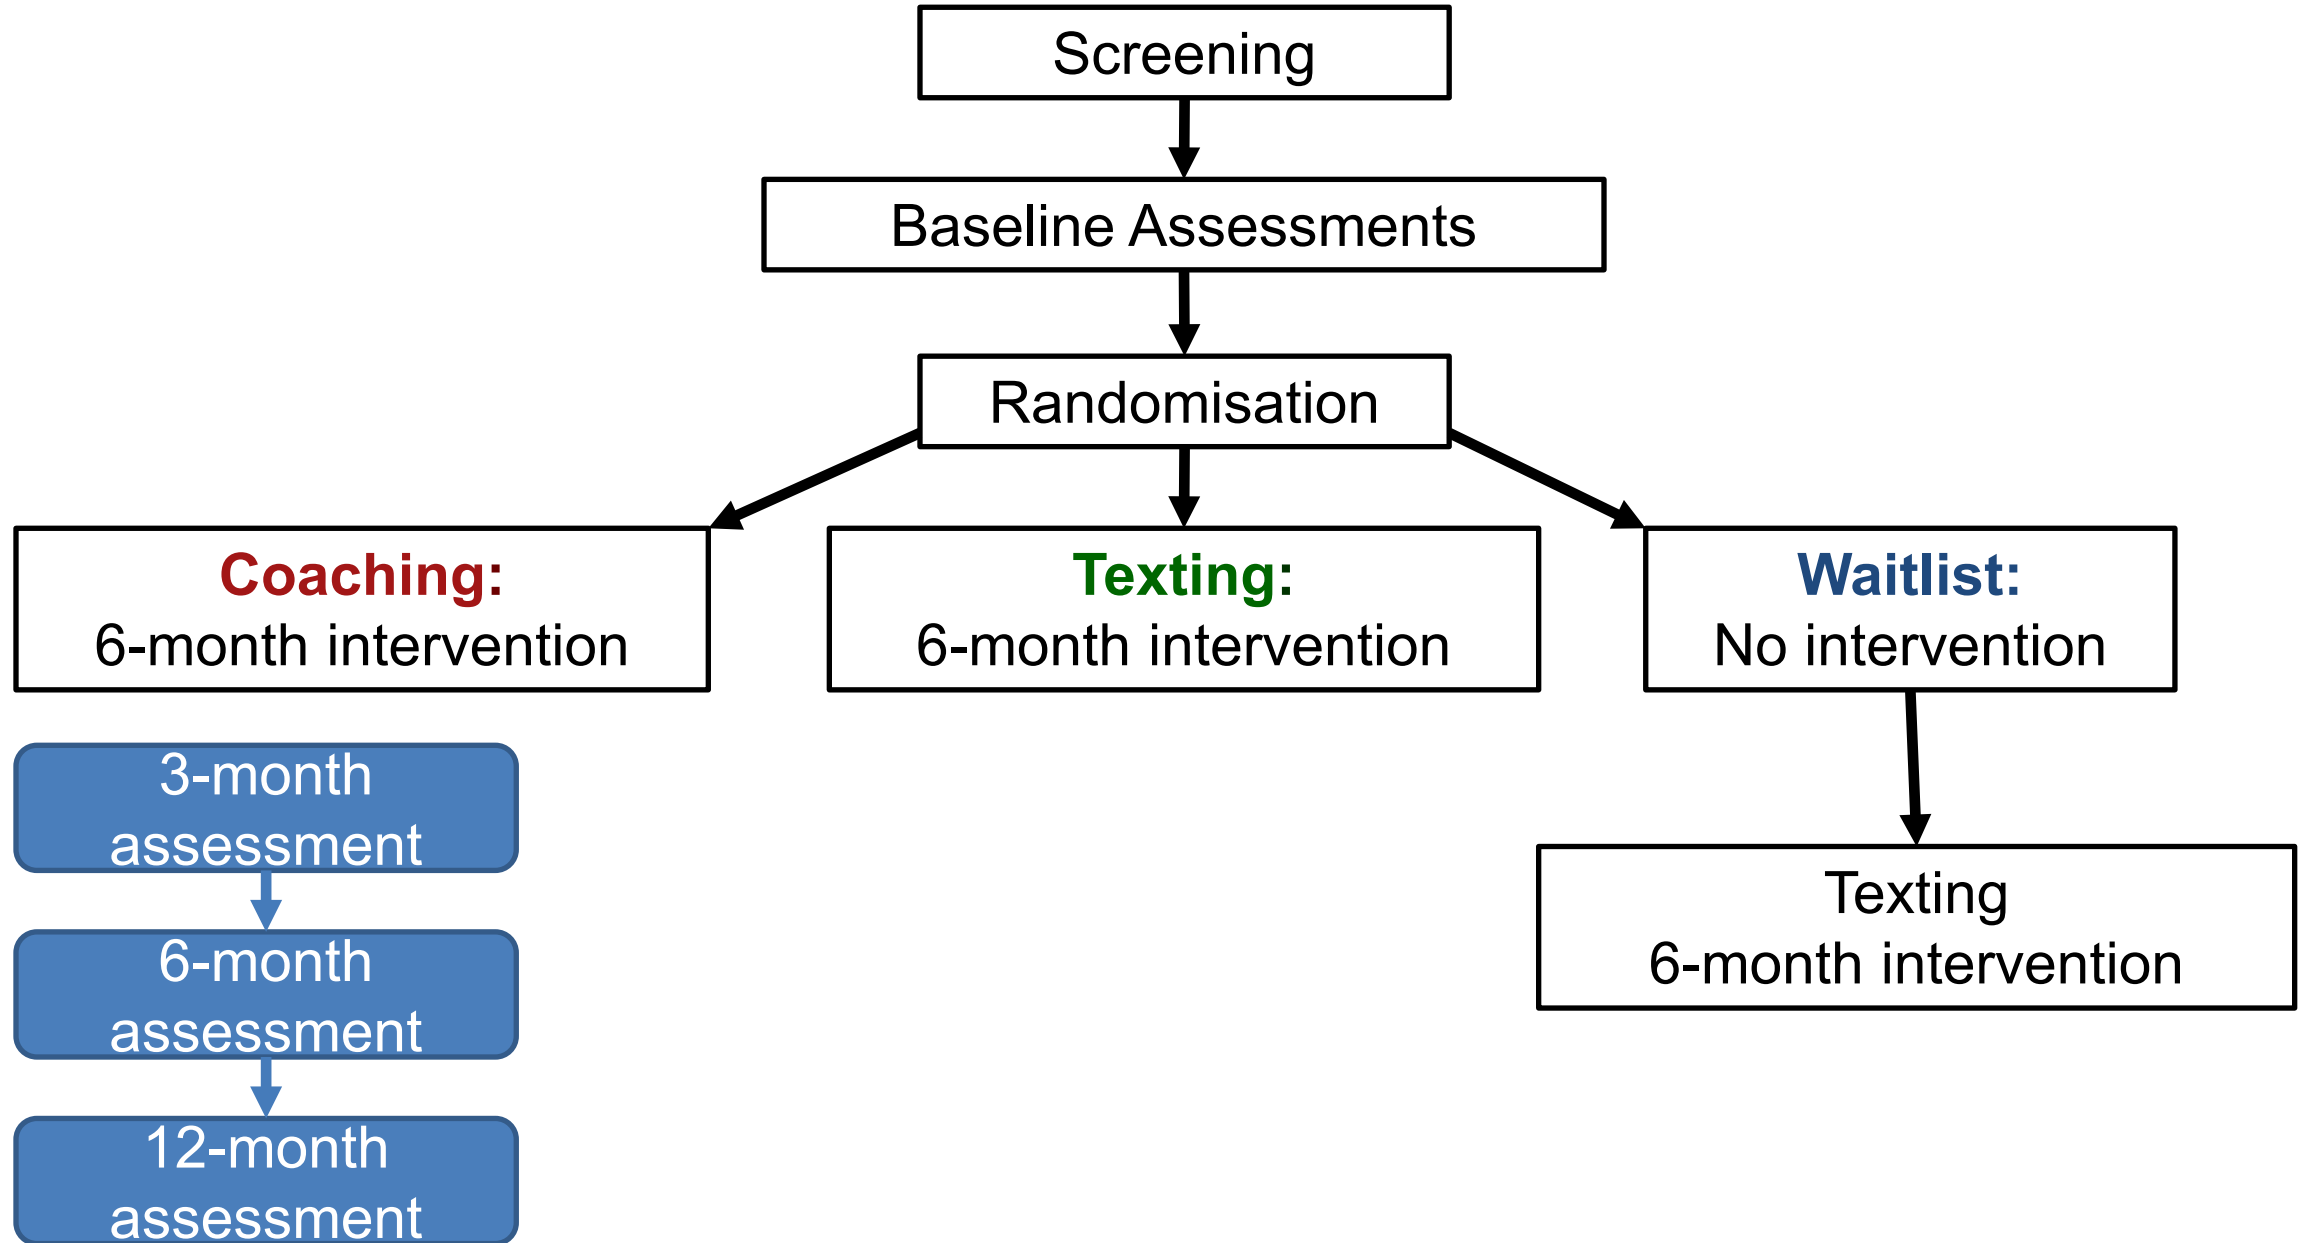 Screening
Baseline Assessments
Randomisation
Coaching:
6-month intervention
Texting:
6-month intervention
Waitlist:
No intervention
3-month
assessment
6-month
assessment
12-month
assessment
Texting
6-month intervention